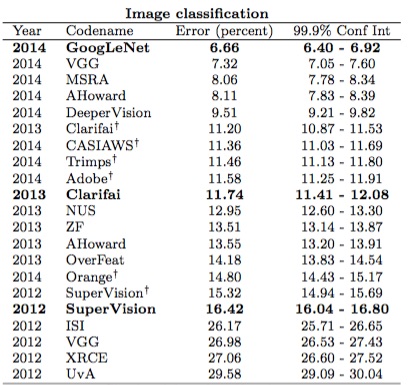 Image classification
Year Codename Error (percent) 99.9% Conf Int
2014 GoogLeNet 6.66 6.40 - 6.92
2014 VGG 7.32 7.05 - 7.60
2014 MSRA 8.06 7.78 - 8.34
2014 AHoward 8.11 7.83 - 8.39
2014 DeeperVision 9.51 9.21 - 9.82
2013 Clarifai† 11.20 10.87 - 11.53
2014 CASIAWS† 11.36 11.03 - 11.69
2014 Trimps† 11.46 11.13 - 11.80
2014 Adobe† 11.58 11.25 - 11.91
2013 Clarifai 11.74 11.41 - 12.08
2013 NUS 12.95 12.60 - 13.30
2013 ZF 13.51 13.14 - 13.87
2013 AHoward 13.55 13.20 - 13.91
2013 OverFeat 14.18 13.83 - 14.54
2014 Orange† 14.80 14.43 - 15.17
2012 SuperVision† 15.32 14.94 - 15.69
2012 SuperVision 16.42 16.04 - 16.80
2012 ISI 26.17 25.71 - 26.65
2012 VGG 26.98 26.53 - 27.43
2012 XRCE 27.06 26.60 - 27.52
2012 UvA 29.58 29.09 - 30.04